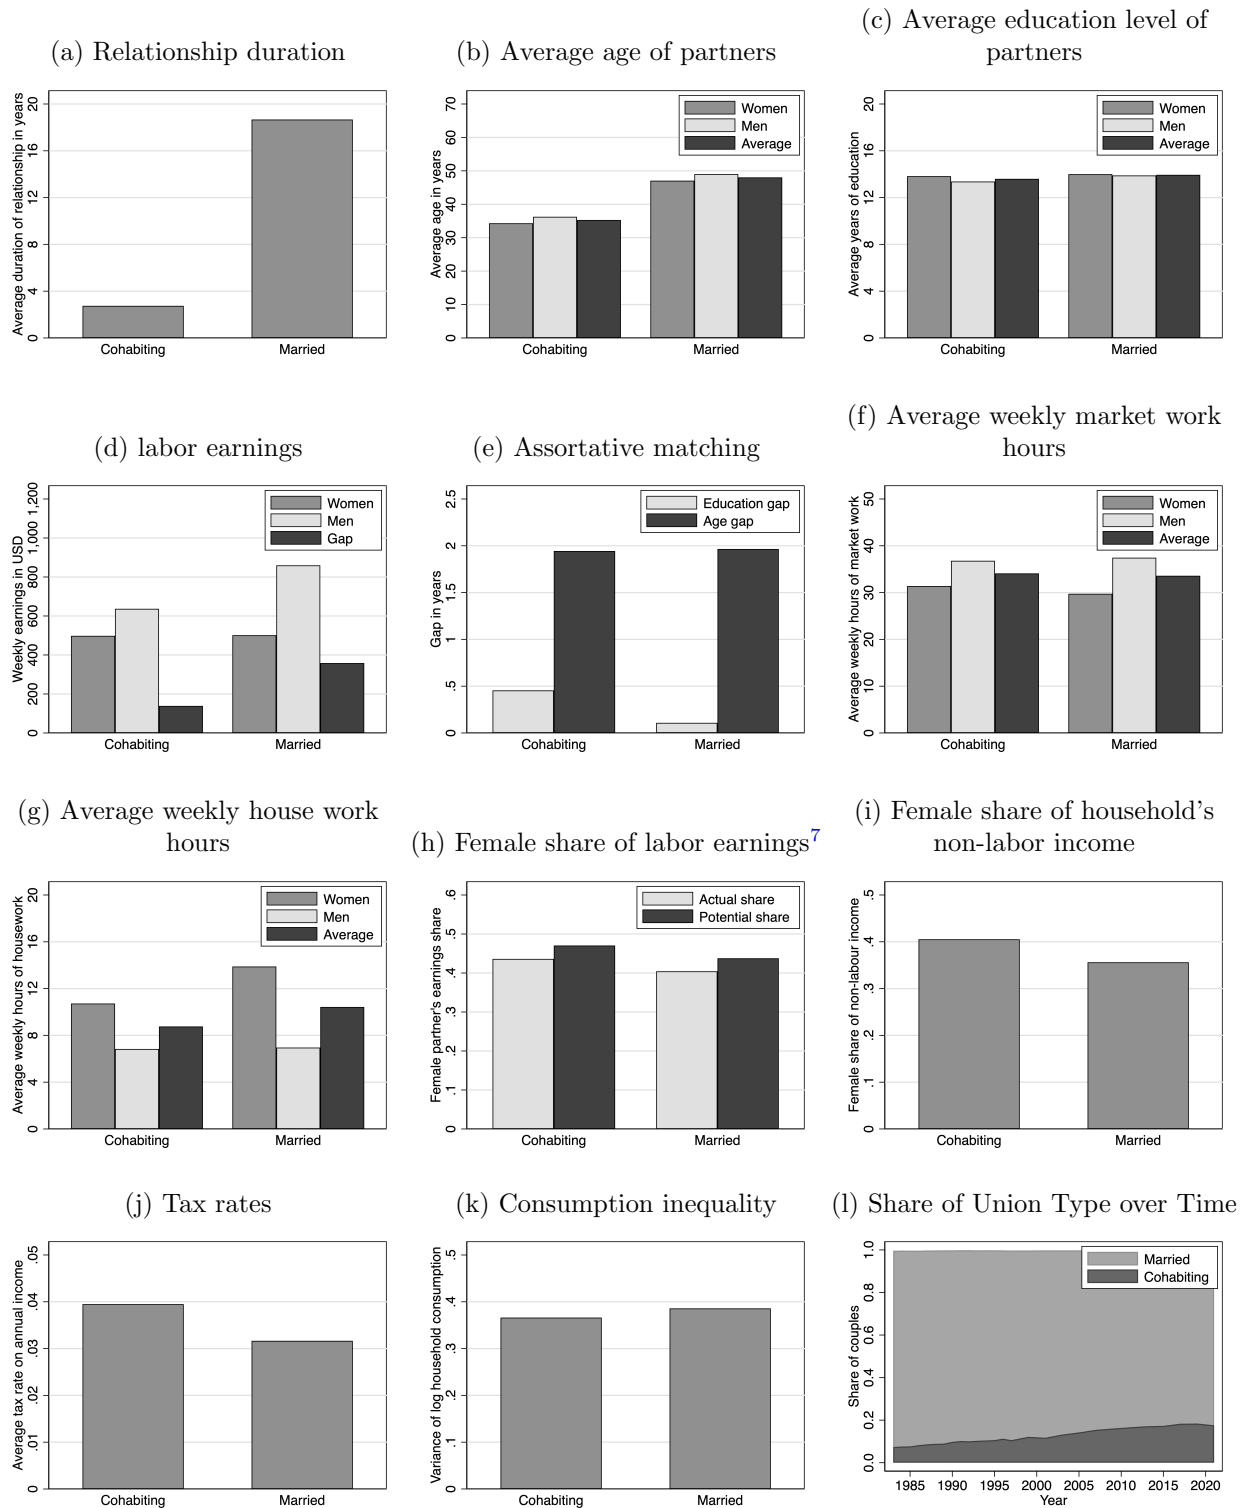 (a) Relationship duration
Average duration of relationship in years
0 4 8 12 16 20
Cohabiting Married
(b) Average age of partners
Average age in years
0 10 20 30 40 50 60 70
Women
Men
Average
Cohabiting Married
(c) Average education level of
partners
Average years of education
0 4 8 12 16 20
Women
Men
Average
Cohabiting Married
(d) labor earnings
Weekly earnings in USD
0 200 400 600 800 1,000 1,200
Women
Men
Gap
Cohabiting Married
(e) Assortative matching
Gap in years
0 .5 1 1.5 2 2.5
Education gap
Age gap
Cohabiting Married
(f) Average weekly market work
hours
Average weekly hours of market work
0 10 20 30 40 50
Women
Men
Average
Cohabiting Married
(g) Average weekly house work
hours
Average weekly hours of housework
0 4 8 12 16 20
Women
Men
Average
Cohabiting Married
(h) Female share of labor earnings7
Female partner's earnings share
0 .1 .2 .3 .4 .5 .6
Actual share
Potential share
Cohabiting Married
(i) Female share of household's
non-labor income
Female share of non-labour income
0 .1 .2 .3 .4 .5
Cohabiting Married
(j) Tax rates
Average tax rate on annual income
0 .01 .02 .03 .04 .05
Cohabiting Married
(k) Consumption inequality
Variance of log household consumption
0 .1 .2 .3 .4 .5
Cohabiting Married
(l) Share of Union Type over Time
Share of couples
0.0 0.2 0.4 0.6 0.8 1.0
Married
Cohabiting
1985 1990 1995 2000 2005 2010 2015 2020
Year